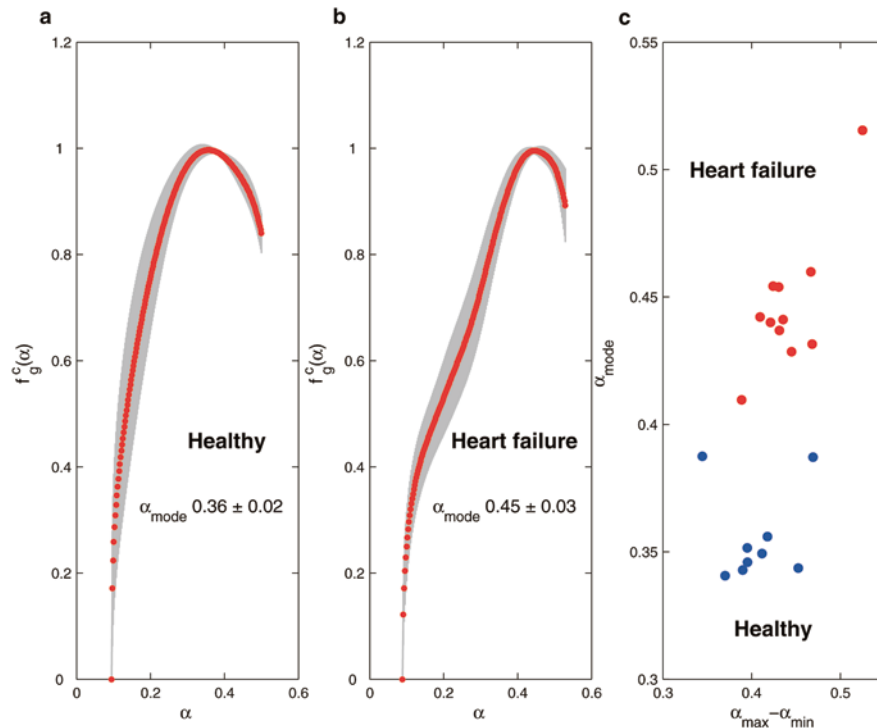 a
1.2
1
0.8
0.6
0.4
0.2
0
0
0.2
0.4
0.6
f_g^c(α)
α
Healthy
α_mode 0.36 ± 0.02
b
1.2
1
0.8
0.6
0.4
0.2
0
0
0.2
0.4
0.6
f_g^c(α)
α
Heart failure
α_mode 0.45 ± 0.03
c
0.55
0.5
0.45
0.4
0.35
0.3
0.3
0.4
0.5
α_mode
α_max−α_min
Heart failure
Healthy